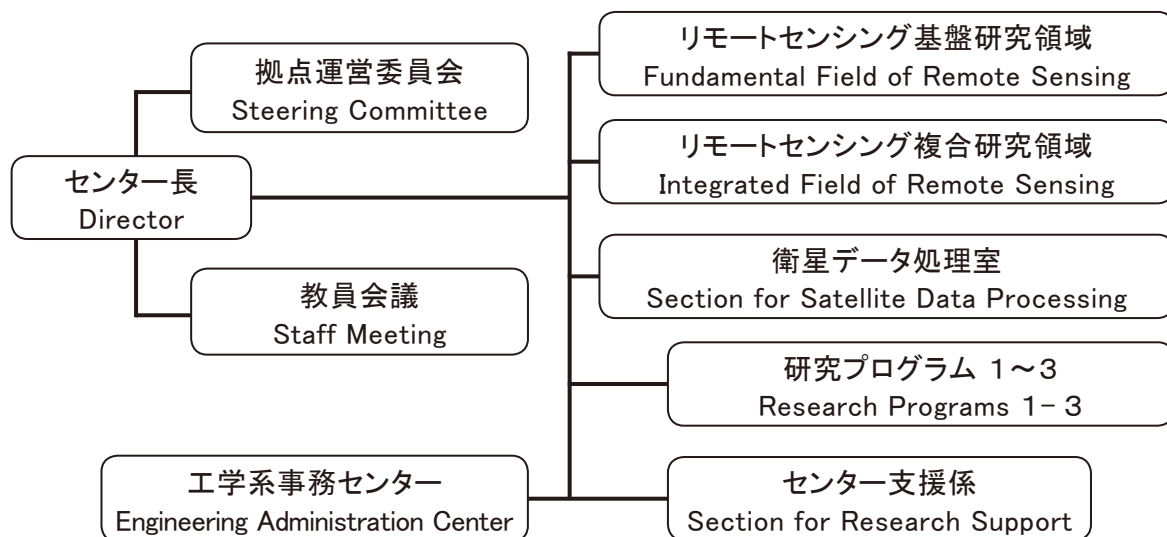 拠点運営委員会
Steering Committee
センター長
Director
教員会議
Staff Meeting
工学系事務センター
Engineering Administration Center
リモートセンシング基盤研究領域
Fundamental Field of Remote Sensing
リモートセンシング複合研究領域
Integrated Field of Remote Sensing
衛星データ処理室
Section for Satellite Data Processing
研究プログラム 1～3
Research Programs 1- 3
センター支援係
Section for Research Support